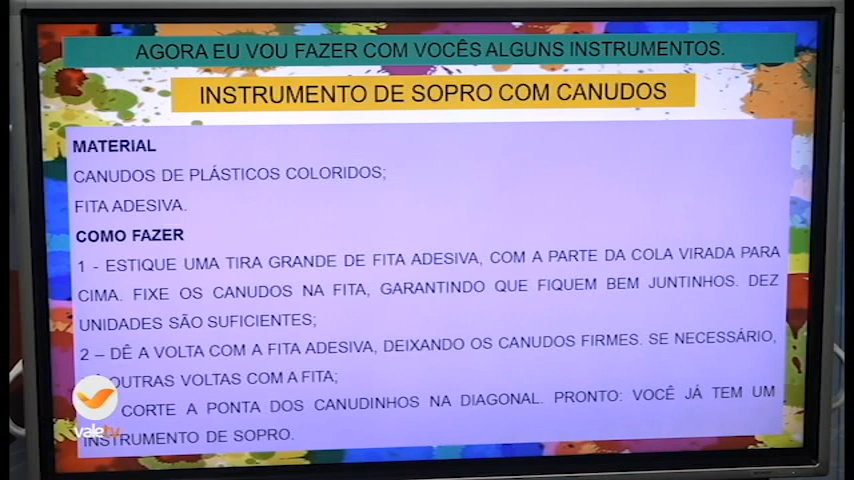 AGORA EU VOU FAZER COM VOCÊS ALGUNS INSTRUMENTOS.
INSTRUMENTO DE SOPRO COM CANUDOS
MATERIAL
CANUDOS DE PLÁSTICOS COLORIDOS;
FITA ADESIVA.
COMO FAZER
1 - ESTIQUE UMA TIRA GRANDE DE FITA ADESIVA, COM A PARTE DA COLA VIRADA PARA
CIMA. FIXE OS CANUDOS NA FITA, GARANTINDO QUE FIQUEM BEM JUNTINHOS. DEZ
UNIDADES SÃO SUFICIENTES;
2 – DÊ A VOLTA COM A FITA ADESIVA, DEIXANDO OS CANUDOS FIRMES. SE NECESSÁRIO,
OUTRAS VOLTAS COM A FITA;
CORTE A PONTA DOS CANUDINHOS NA DIAGONAL. PRONTO: VOCÊ JÁ TEM UM
INSTRUMENTO DE SOPRO.
vale tv